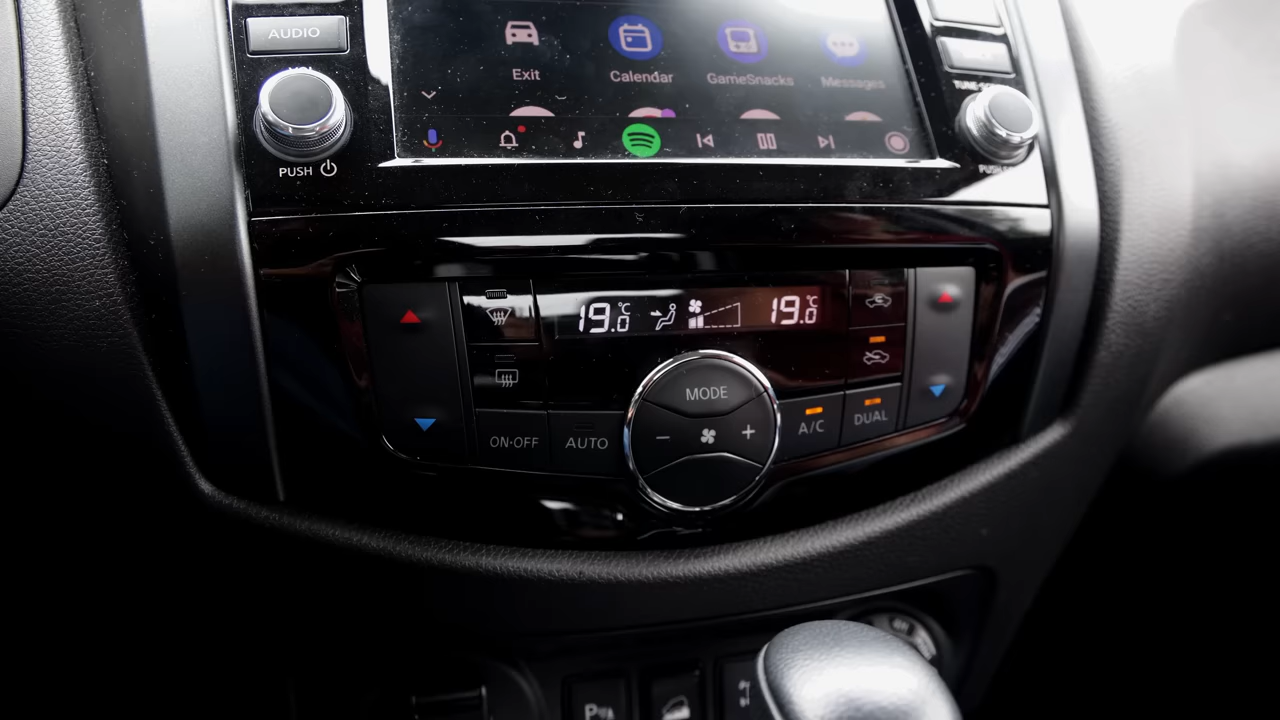 AUDIO
Exit
Calendar
GameSnacks
Messages
PUSH
19.0°C
19.0°C
MODE
ON·OFF
AUTO
- +
A/C
DUAL